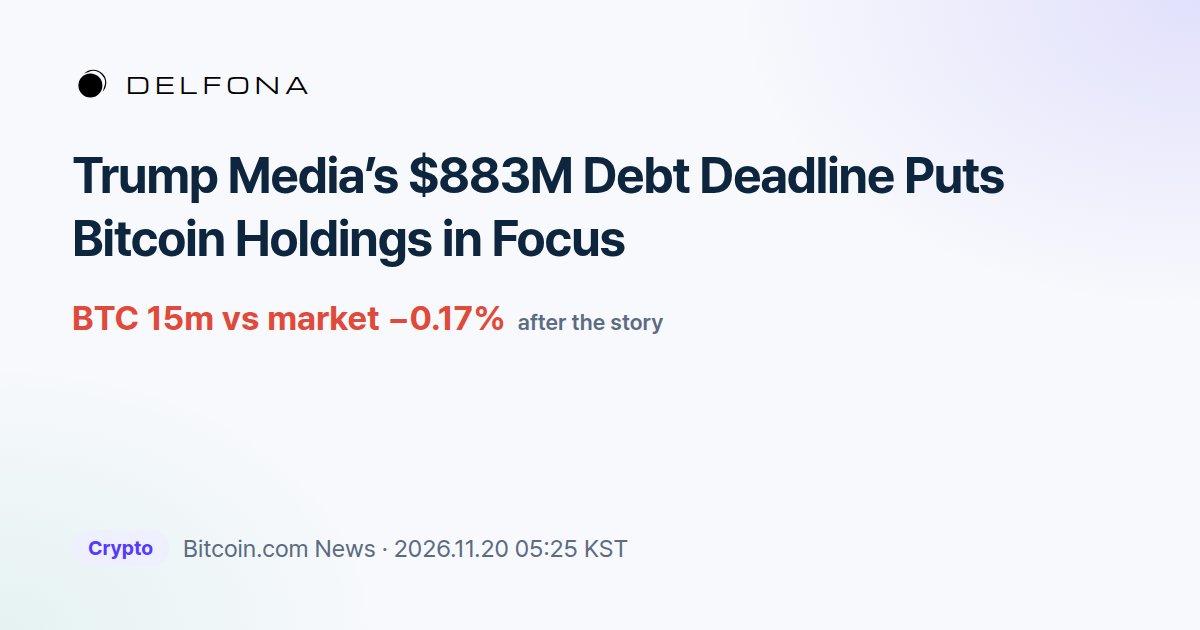 DELFONA
Trump Media’s $883M Debt Deadline Puts
Bitcoin Holdings in Focus
BTC 15m vs market −0.17% after the story
Crypto Bitcoin.com News · 2026.11.20 05:25 KST